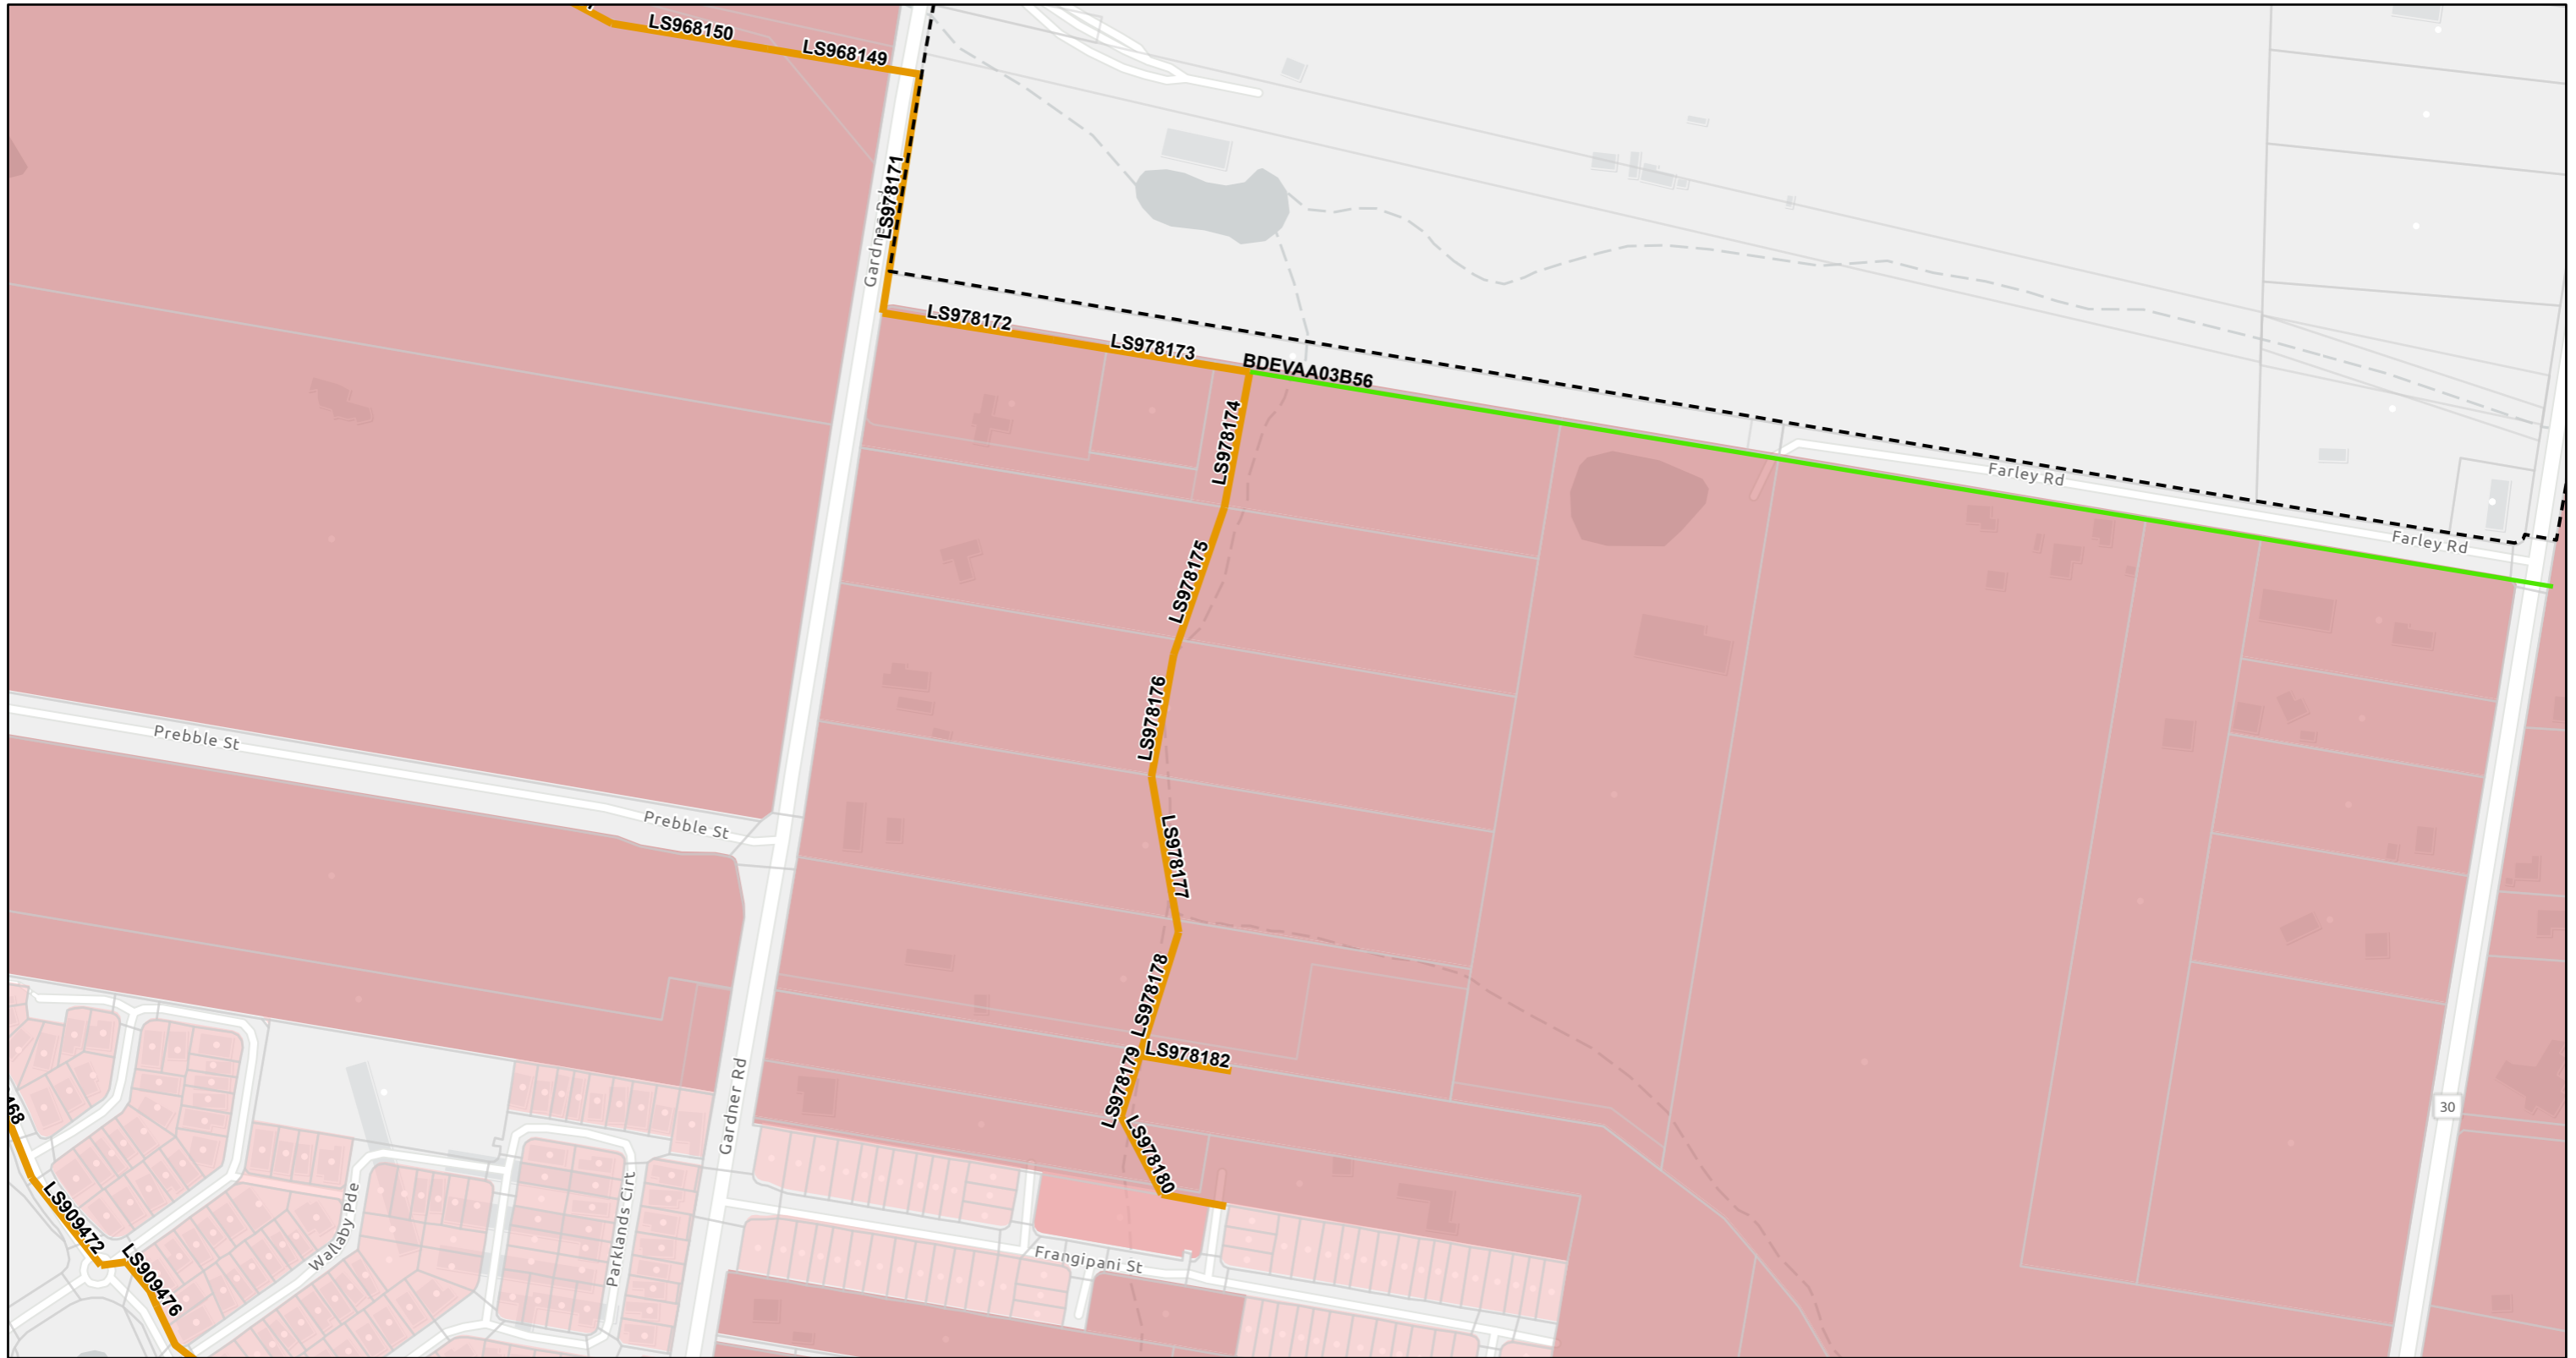 LS968150
LS968149
LS978171
Gardner Rd
LS978172
LS978173
BDEVAA03B56
LS978174
Farley Rd
Farley Rd
LS978175
LS978176
Prebble St
Prebble St
LS978177
LS978178
LS978182
LS978179
LS978180
Gardner Rd
30
468
LS909472
LS909476
Wallaby Pde
Parklands Cirt
Frangipani St